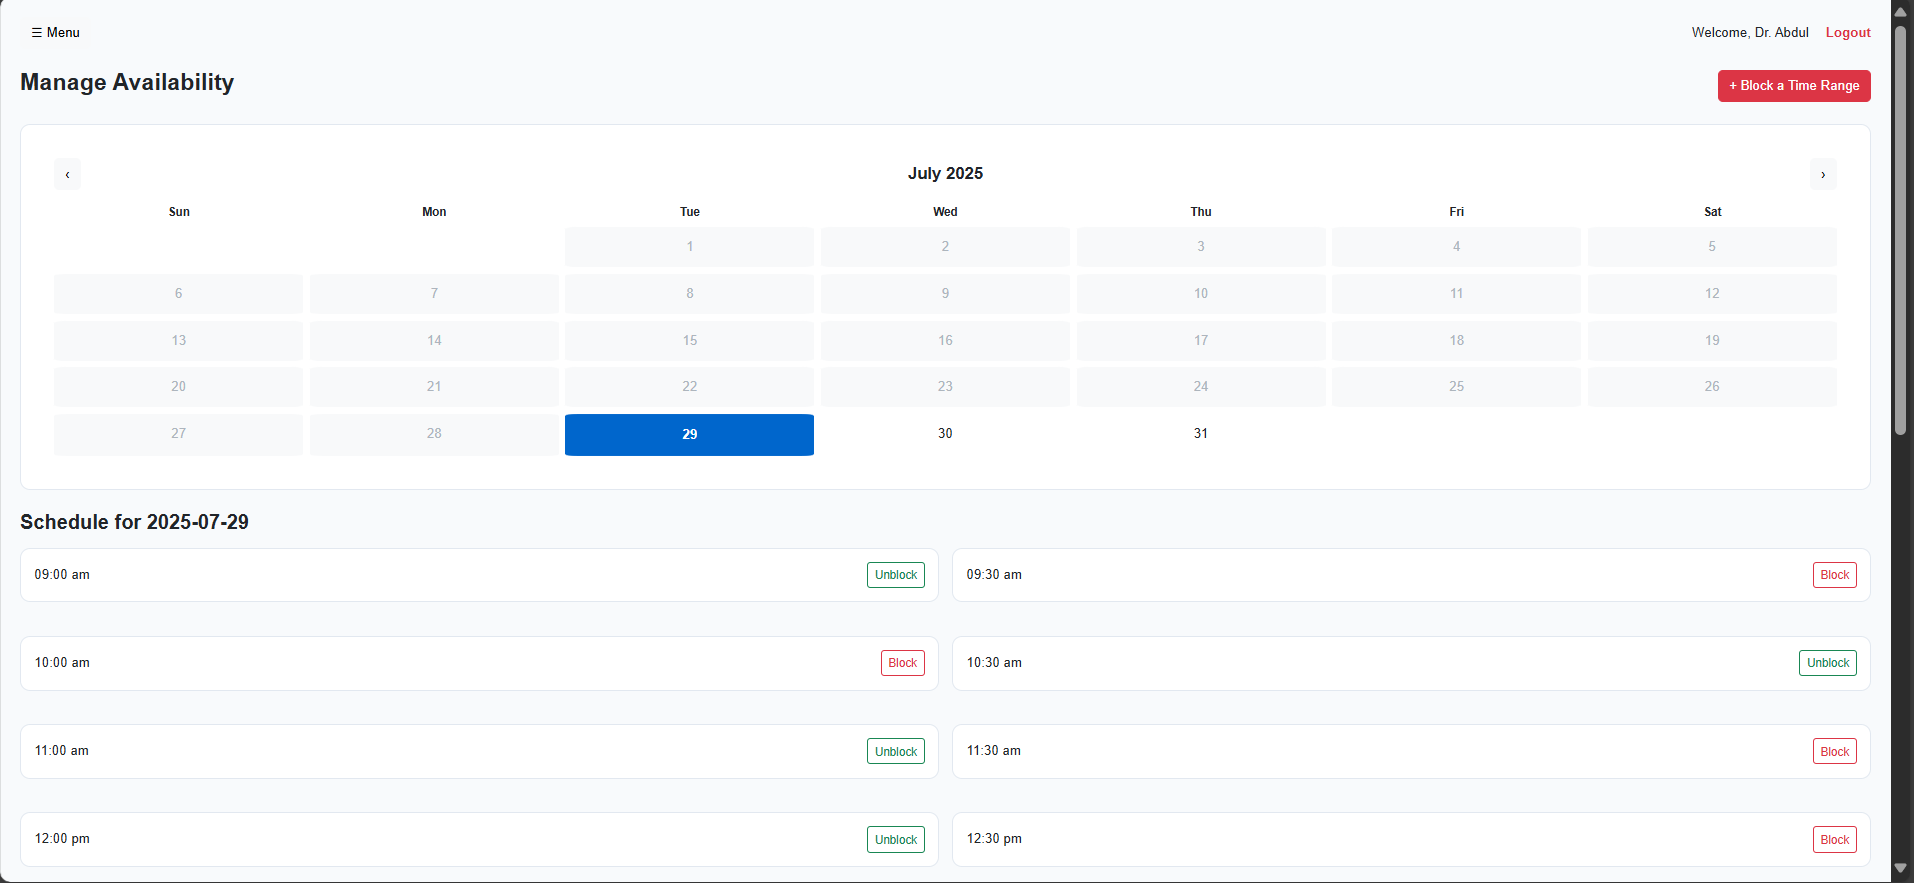 ☰ Menu
Welcome, Dr. Abdul Logout
Manage Availability
+ Block a Time Range
‹ July 2025 ›
Sun Mon Tue Wed Thu Fri Sat
1 2 3 4 5
6 7 8 9 10 11 12
13 14 15 16 17 18 19
20 21 22 23 24 25 26
27 28 29 30 31
Schedule for 2025-07-29
09:00 am Unblock
09:30 am Block
10:00 am Block
10:30 am Unblock
11:00 am Unblock
11:30 am Block
12:00 pm Unblock
12:30 pm Block